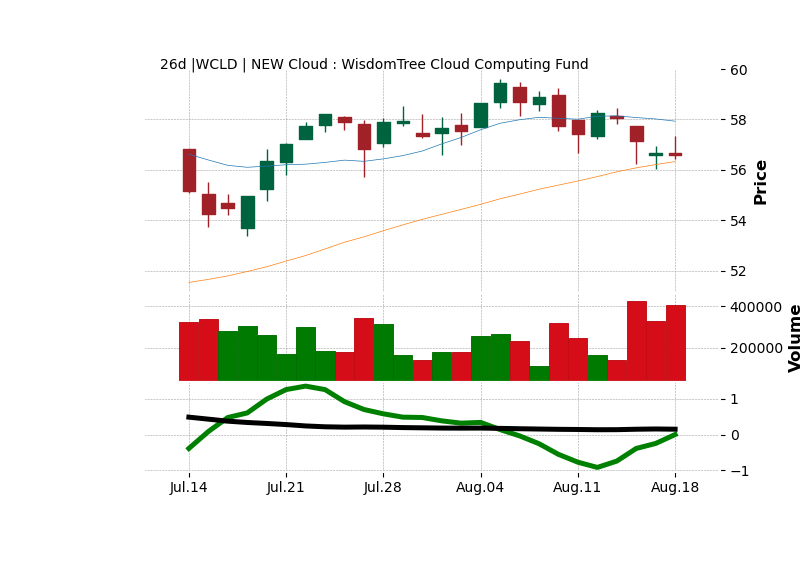 26d |WCLD | NEW Cloud : WisdomTree Cloud Computing Fund
60
58
56
54
52
Price
400000
200000
Volume
1
0
−1
Jul.14 Jul.21 Jul.28 Aug.04 Aug.11 Aug.18